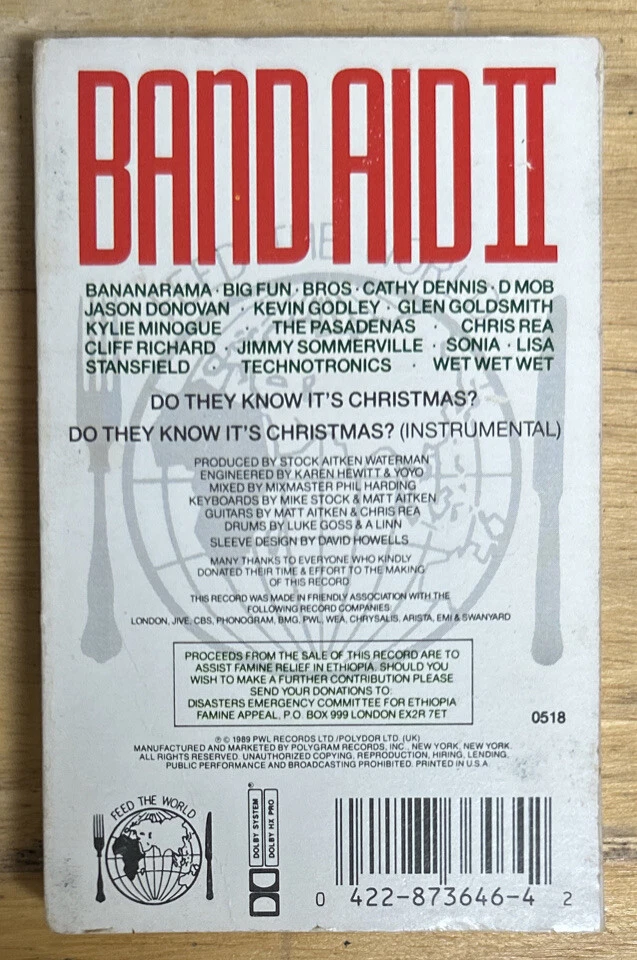 BAND AID II
FEED THE WORLD
BANANARAMA · BIG FUN · BROS · CATHY DENNIS · D MOB
JASON DONOVAN · KEVIN GODLEY · GLEN GOLDSMITH
KYLIE MINOGUE · THE PASADENAS · CHRIS REA
CLIFF RICHARD · JIMMY SOMMERVILLE · SONIA · LISA
STANSFIELD · TECHNOTRONICS · WET WET WET
DO THEY KNOW IT'S CHRISTMAS?
DO THEY KNOW IT'S CHRISTMAS? (INSTRUMENTAL)
PRODUCED BY STOCK AITKEN WATERMAN
ENGINEERED BY KAREN HEWITT & YOYO
MIXED BY MIXMASTER PHIL HARDING
KEYBOARDS BY MIKE STOCK & MATT AITKEN
GUITARS BY MATT AITKEN & CHRIS REA
DRUMS BY LUKE GOSS & A LINN
SLEEVE DESIGN BY DAVID HOWELLS
MANY THANKS TO EVERYONE WHO KINDLY
DONATED THEIR TIME & EFFORT TO THE MAKING
OF THIS RECORD
THIS RECORD WAS MADE IN FRIENDLY ASSOCIATION WITH THE
FOLLOWING RECORD COMPANIES:
LONDON, JIVE, CBS, PHONOGRAM, BMG, PWL, WEA, CHRYSALIS, ARISTA, EMI & SWANYARD
PROCEEDS FROM THE SALE OF THIS RECORD ARE TO
ASSIST FAMINE RELIEF IN ETHIOPIA. SHOULD YOU
WISH TO MAKE A FURTHER CONTRIBUTION PLEASE
SEND YOUR DONATIONS TO:
DISASTERS EMERGENCY COMMITTEE FOR ETHIOPIA
FAMINE APPEAL, P.O. BOX 999 LONDON EX2R 7ET
0518
℗ © 1989 PWL RECORDS LTD /POLYDOR LTD. (UK)
MANUFACTURED AND MARKETED BY POLYGRAM RECORDS, INC., NEW YORK, NEW YORK.
ALL RIGHTS RESERVED. UNAUTHORIZED COPYING, REPRODUCTION, HIRING, LENDING,
PUBLIC PERFORMANCE AND BROADCASTING PROHIBITED. PRINTED IN U.S.A.
FEED THE WORLD
DOLBY SYSTEM ®
DOLBY HX PRO
0 422-873646-4 2